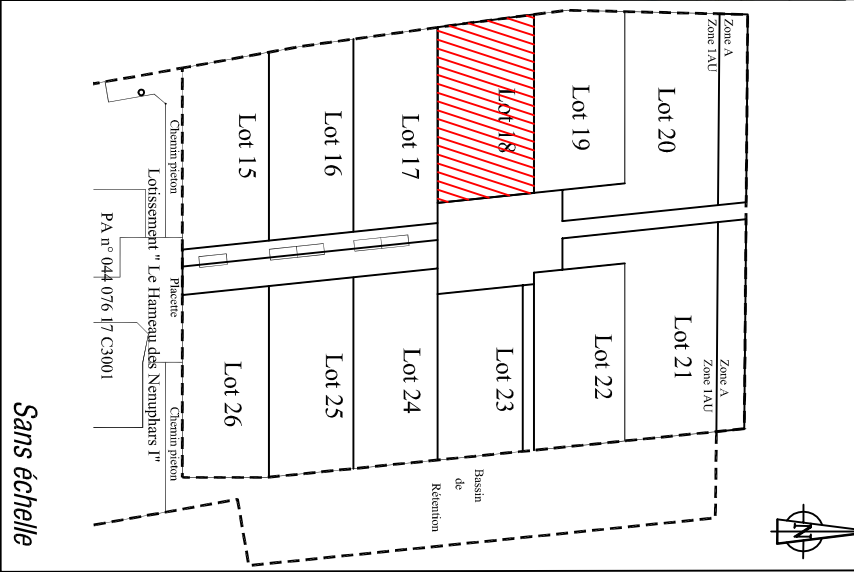 Zone A
Zone 1AU
Lot 20
Lot 19
Lot 18
Lot 17
Lot 16
Lot 15
Zone A
Zone 1AU
Lot 21
Lot 22
Lot 23
Lot 24
Lot 25
Lot 26
Bassin
de
Rétention
Chemin pieton
Placette
Chemin pieton
Lotissement " Le Hameau des Nenuphars I"
PA n° 044 076 17 C3001
Sans échelle
N